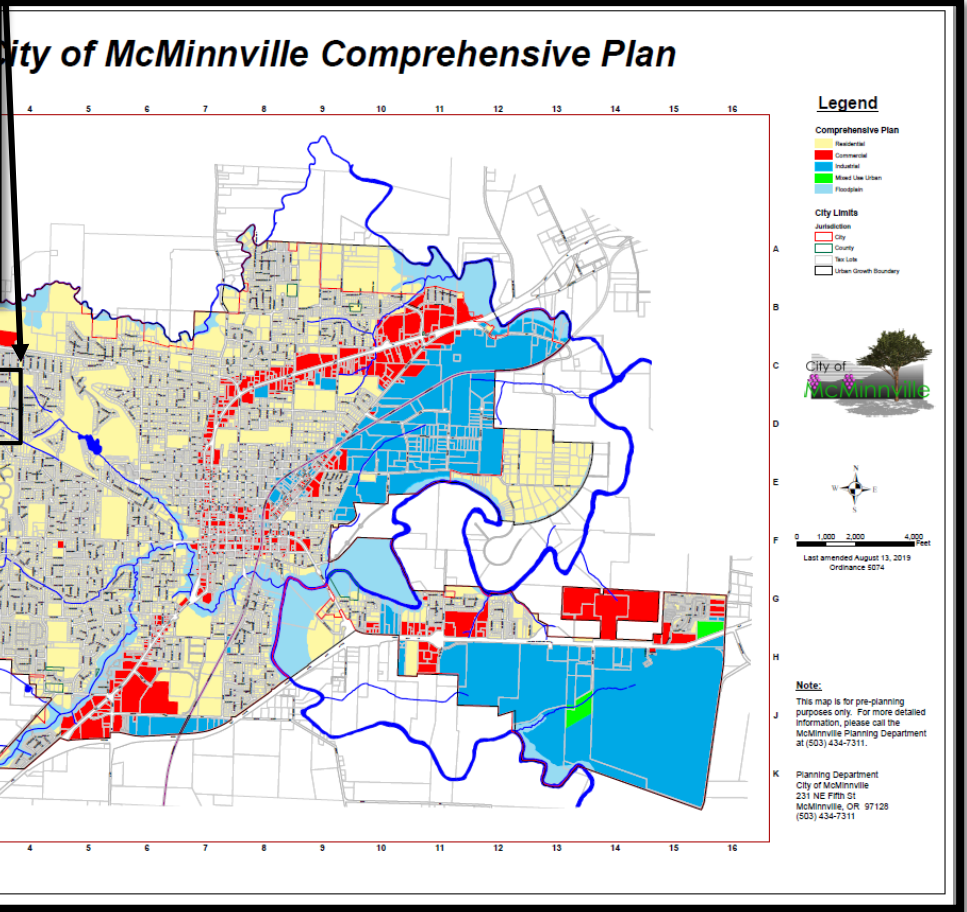 ity of McMinnville Comprehensive Plan
4 5 6 7 8 9 10 11 12 13 14 15 16
Legend
Comprehensive Plan
Residential
Commercial
Industrial
Mixed Use Urban
Floodplain
City Limits
Jurisdiction
City
County
Tax Lots
Urban Growth Boundary
A
B
C
D
E
F
G
H
J
K
City of
McMinnville
N
W E
S
0 1,000 2,000 4,000
Feet
Last amended August 13, 2019
Ordinance 5074
Note:
This map is for pre-planning
purposes only. For more detailed
information, please call the
McMinnville Planning Department
at (503) 434-7311.
Planning Department
City of McMinnville
231 NE Fifth St
McMinnville, OR 97128
(503) 434-7311
4 5 6 7 8 9 10 11 12 13 14 15 16